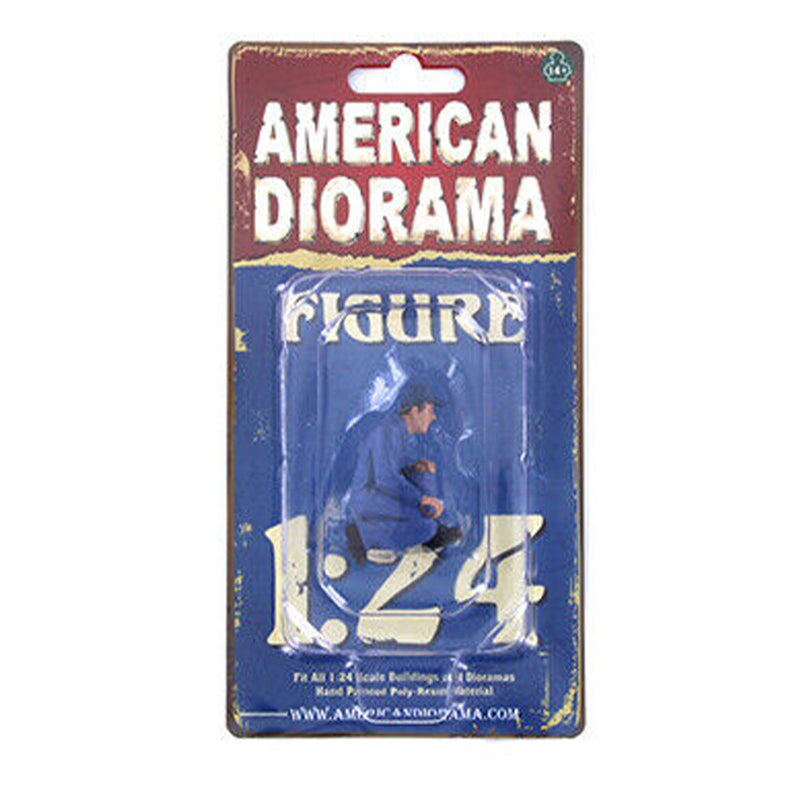 14+
AMERICAN
DIORAMA
FIGURE
1:24
Fit All 1:24 Scale Buildings and Dioramas
Hand Painted Poly-Resin Material
WWW.AMERICANDIORAMA.COM